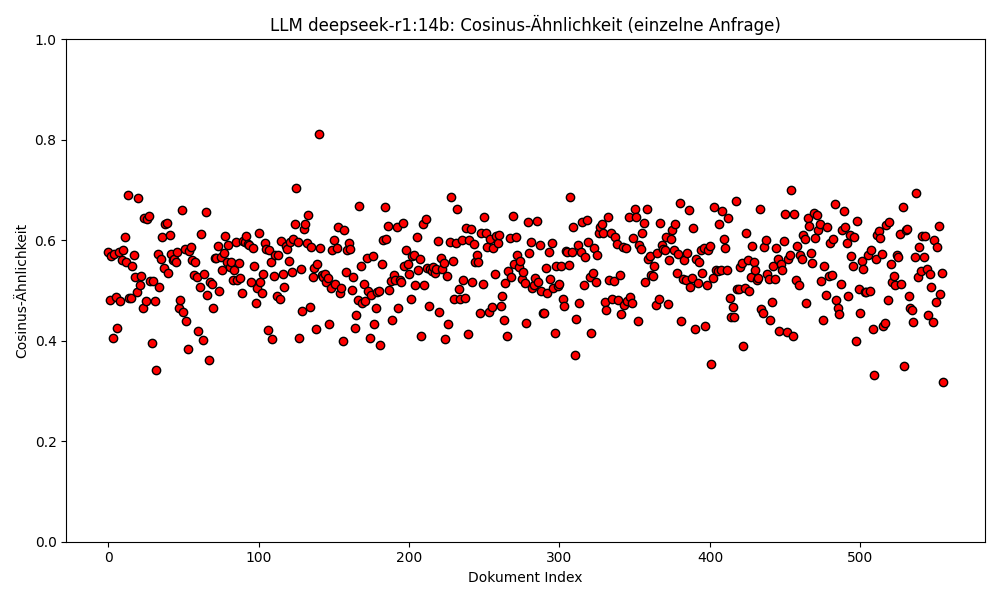 LLM deepseek-r1:14b: Cosinus-Ähnlichkeit (einzelne Anfrage)
1.0
0.8
0.6
0.4
0.2
0.0
Cosinus-Ähnlichkeit
0 100 200 300 400 500
Dokument Index